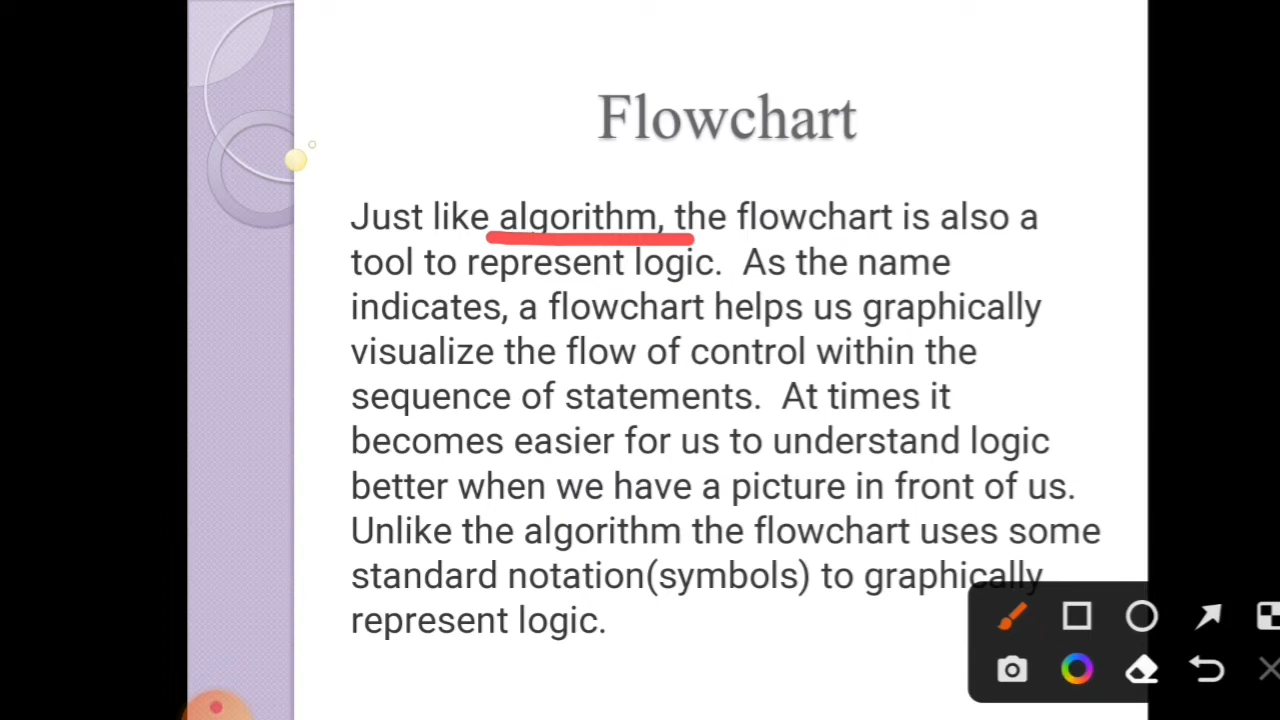 Flowchart
Just like algorithm, the flowchart is also a
tool to represent logic.  As the name
indicates, a flowchart helps us graphically
visualize the flow of control within the
sequence of statements.  At times it
becomes easier for us to understand logic
better when we have a picture in front of us.
Unlike the algorithm the flowchart uses some
standard notation(symbols) to graphically
represent logic.